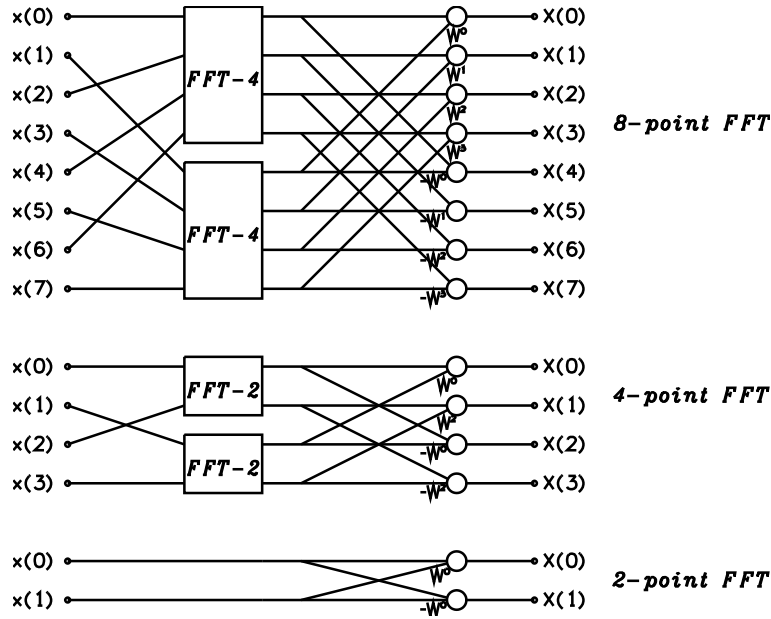 x(0) X(0)
W⁰
x(1) X(1)
FFT-4 W¹
x(2) X(2)
W² 8-point FFT
x(3) X(3)
W³
x(4) -W⁰ X(4)
x(5) -W¹ X(5)
FFT-4
x(6) -W² X(6)
x(7) -W³ X(7)
x(0) X(0)
FFT-2 W⁰ 4-point FFT
x(1) X(1)
W²
x(2) -W⁰ X(2)
FFT-2
x(3) -W² X(3)
x(0) X(0)
W⁰ 2-point FFT
x(1) -W⁰ X(1)